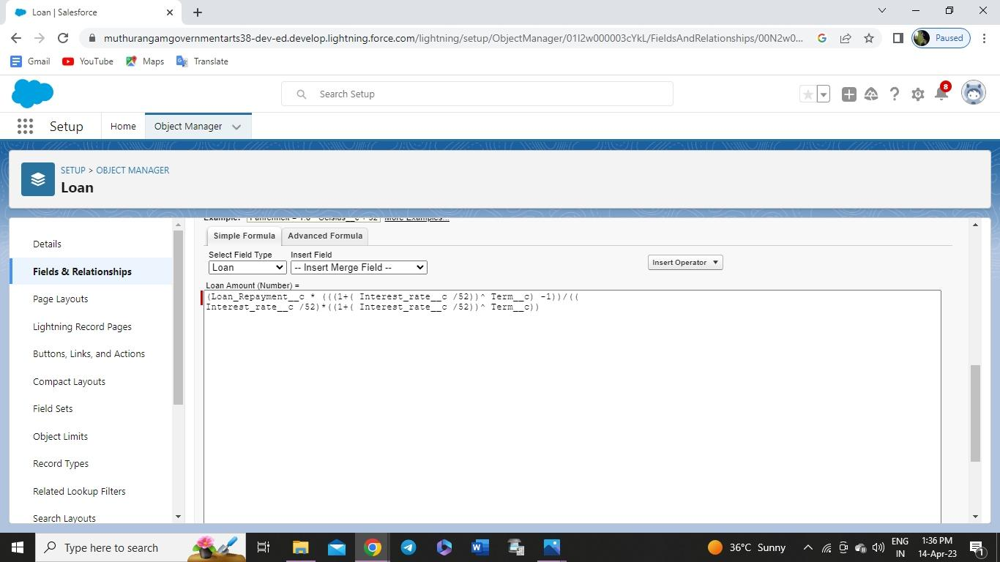 Loan | Salesforce
muthurangamgovernmentarts38-dev-ed.develop.lightning.force.com/lightning/setup/ObjectManager/01I2w000003cYkL/FieldsAndRelationships/00N2w0...
Paused
Gmail
YouTube
Maps
Translate
Search Setup
8
Setup
Home
Object Manager
SETUP > OBJECT MANAGER
Loan
Details
Fields & Relationships
Page Layouts
Lightning Record Pages
Buttons, Links, and Actions
Compact Layouts
Field Sets
Object Limits
Record Types
Related Lookup Filters
Search Layouts
Example:
More Examples...
Simple Formula
Advanced Formula
Select Field Type
Insert Field
Loan
-- Insert Merge Field --
Insert Operator
Loan Amount (Number) =
(Loan_Repayment__c * (((1+( Interest_rate__c /52))^ Term__c) -1))/((
Interest_rate__c /52)*((1+( Interest_rate__c /52))^ Term__c))
Type here to search
36°C Sunny
ENG
IN
1:36 PM
14-Apr-23
1